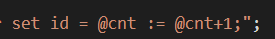 set id = @cnt := @cnt+1;";